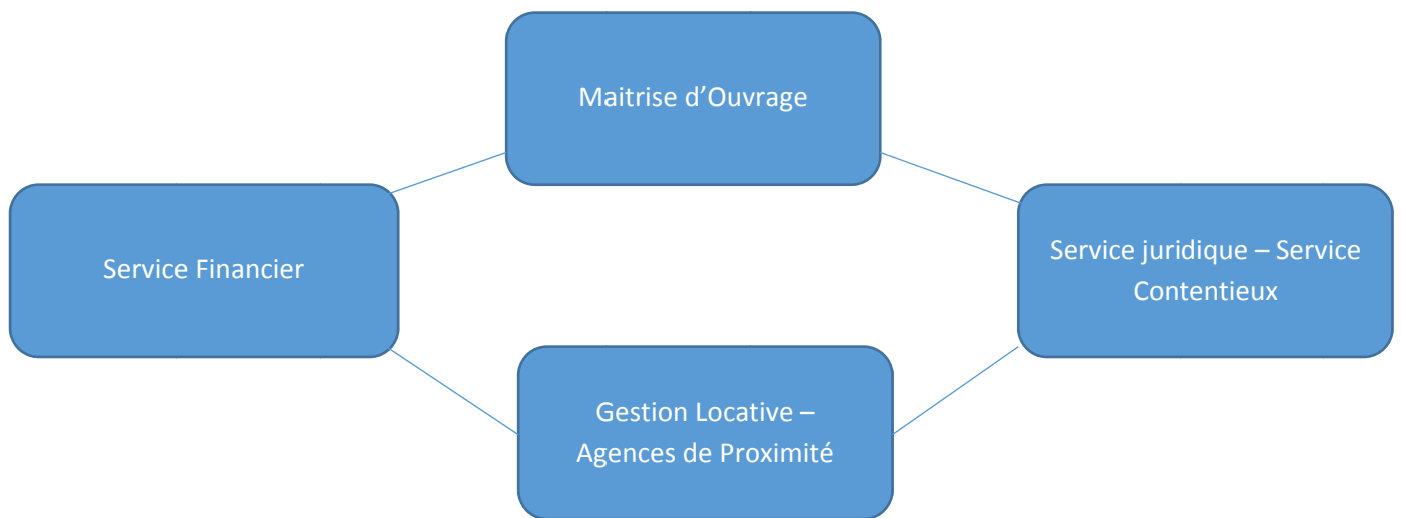 Maitrise d’Ouvrage
Service Financier
Service juridique – Service
Contentieux
Gestion Locative –
Agences de Proximité